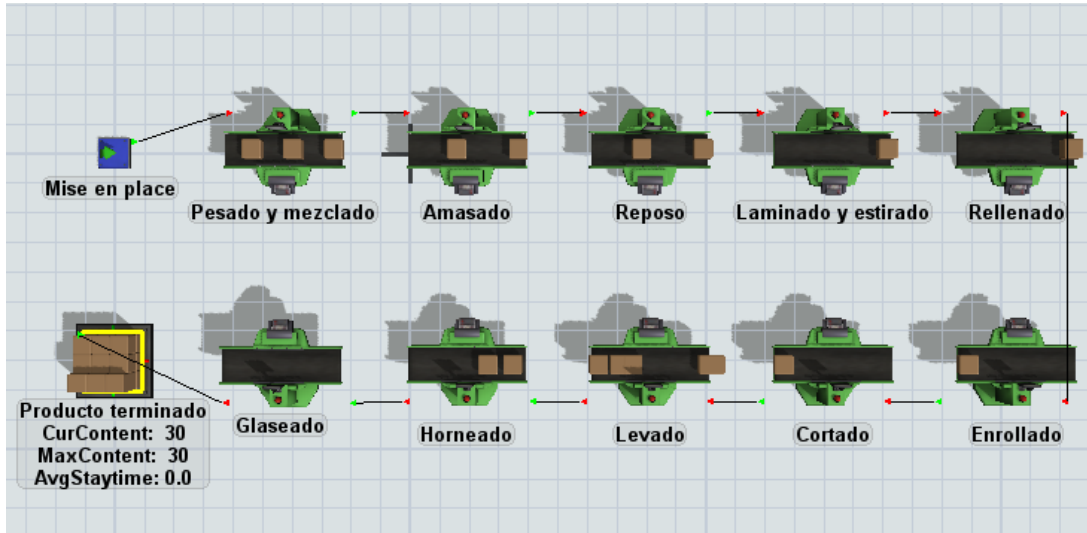 Mise en place
Pesado y mezclado
Amasado
Reposo
Laminado y estirado
Rellenado
Producto terminado
CurContent: 30
MaxContent: 30
AvgStaytime: 0.0
Glaseado
Horneado
Levado
Cortado
Enrollado